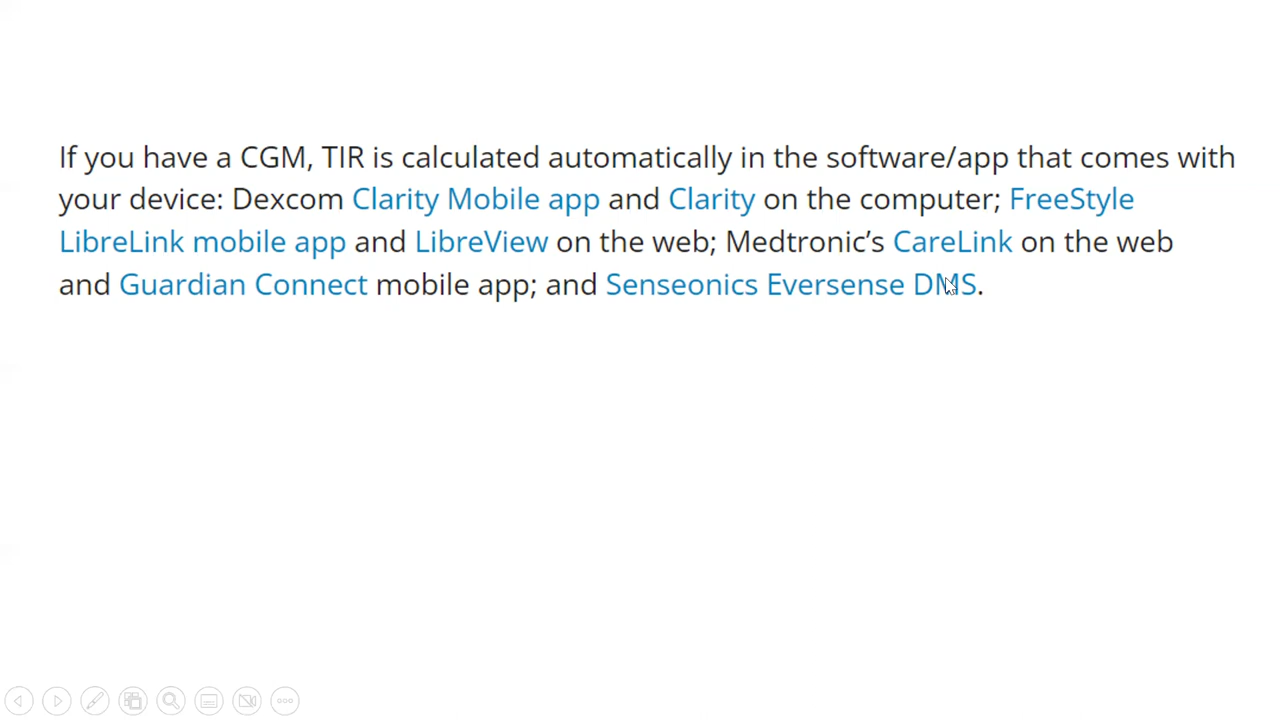 If you have a CGM, TIR is calculated automatically in the software/app that comes with
your device: Dexcom Clarity Mobile app and Clarity on the computer; FreeStyle
LibreLink mobile app and LibreView on the web; Medtronic’s CareLink on the web
and Guardian Connect mobile app; and Senseonics Eversense DMS.